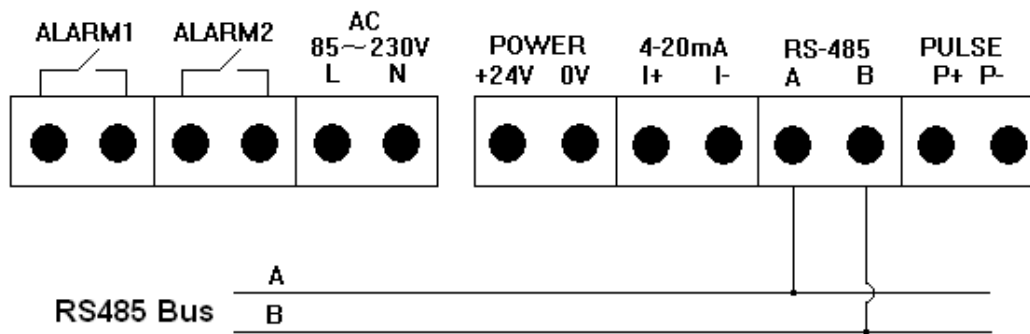 ALARM1 ALARM2 AC
85～230V
L N
POWER 4-20mA RS-485 PULSE
+24V 0V I+ I- A B P+ P-
A
RS485 Bus
B